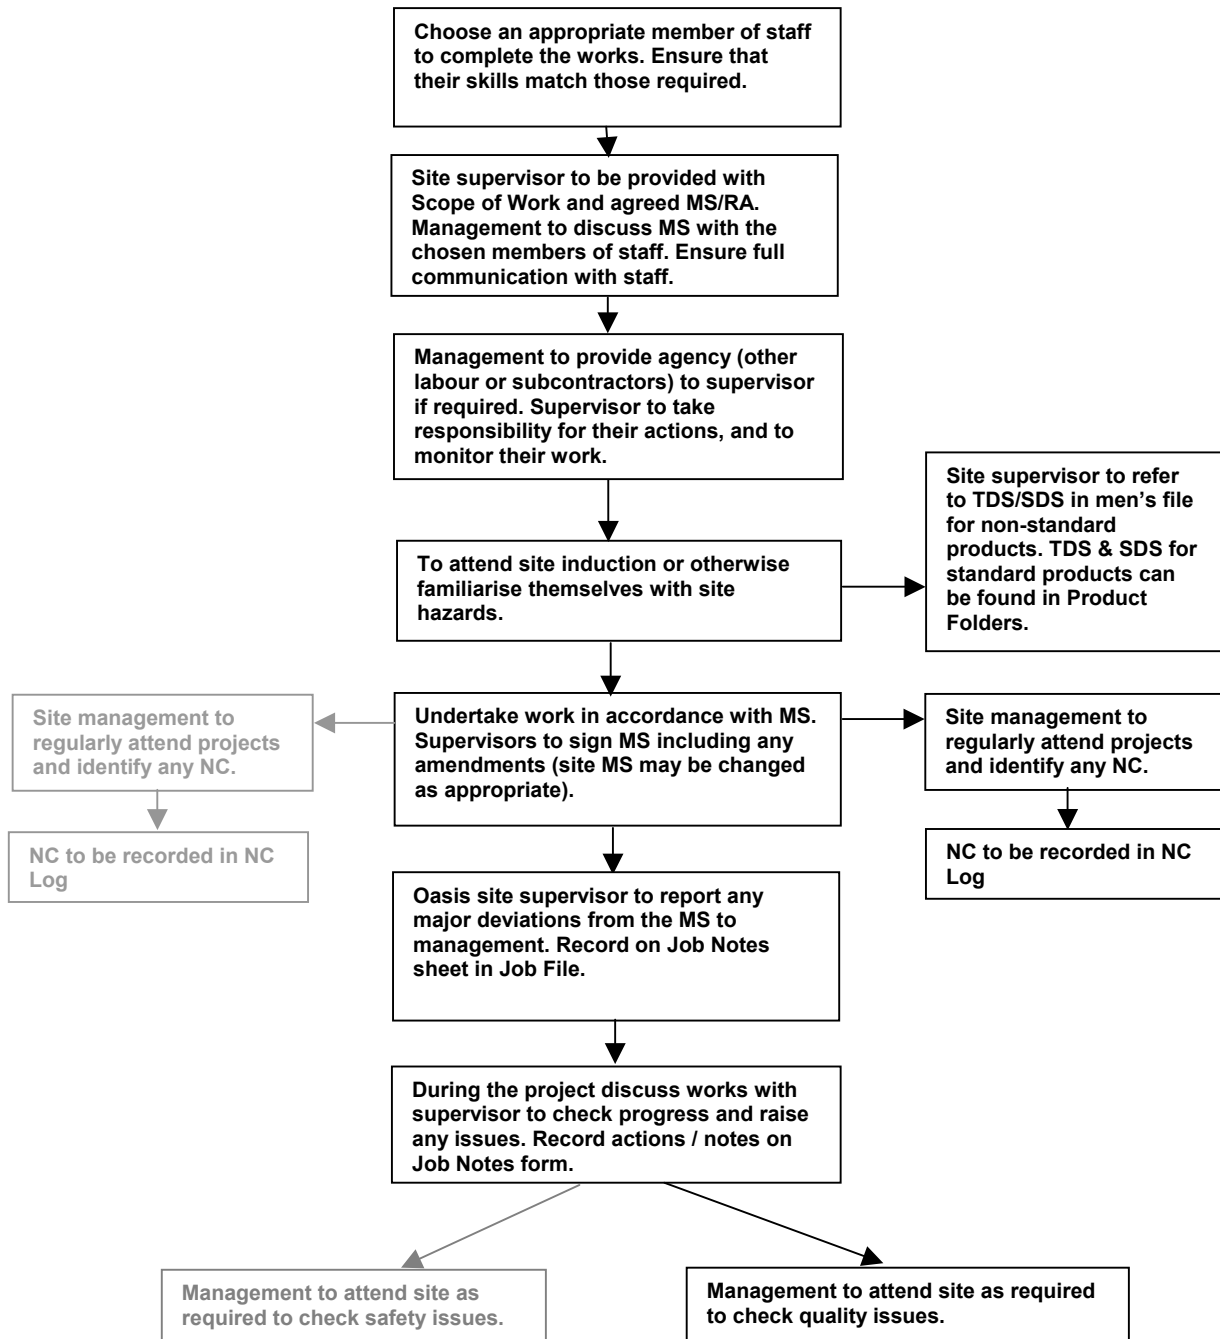 Choose an appropriate member of staff
to complete the works. Ensure that
their skills match those required.
Site supervisor to be provided with
Scope of Work and agreed MS/RA.
Management to discuss MS with the
chosen members of staff. Ensure full
communication with staff.
Management to provide agency (other
labour or subcontractors) to supervisor
if required. Supervisor to take
responsibility for their actions, and to
monitor their work.
Site supervisor to refer
to TDS/SDS in men’s file
for non-standard
products. TDS & SDS for
standard products can
be found in Product
Folders.
To attend site induction or otherwise
familiarise themselves with site
hazards.
Site management to
regularly attend projects
and identify any NC.
Undertake work in accordance with MS.
Supervisors to sign MS including any
amendments (site MS may be changed
as appropriate).
Site management to
regularly attend projects
and identify any NC.
NC to be recorded in NC
Log
NC to be recorded in NC
Log
Oasis site supervisor to report any
major deviations from the MS to
management. Record on Job Notes
sheet in Job File.
During the project discuss works with
supervisor to check progress and raise
any issues. Record actions / notes on
Job Notes form.
Management to attend site as
required to check safety issues.
Management to attend site as required
to check quality issues.